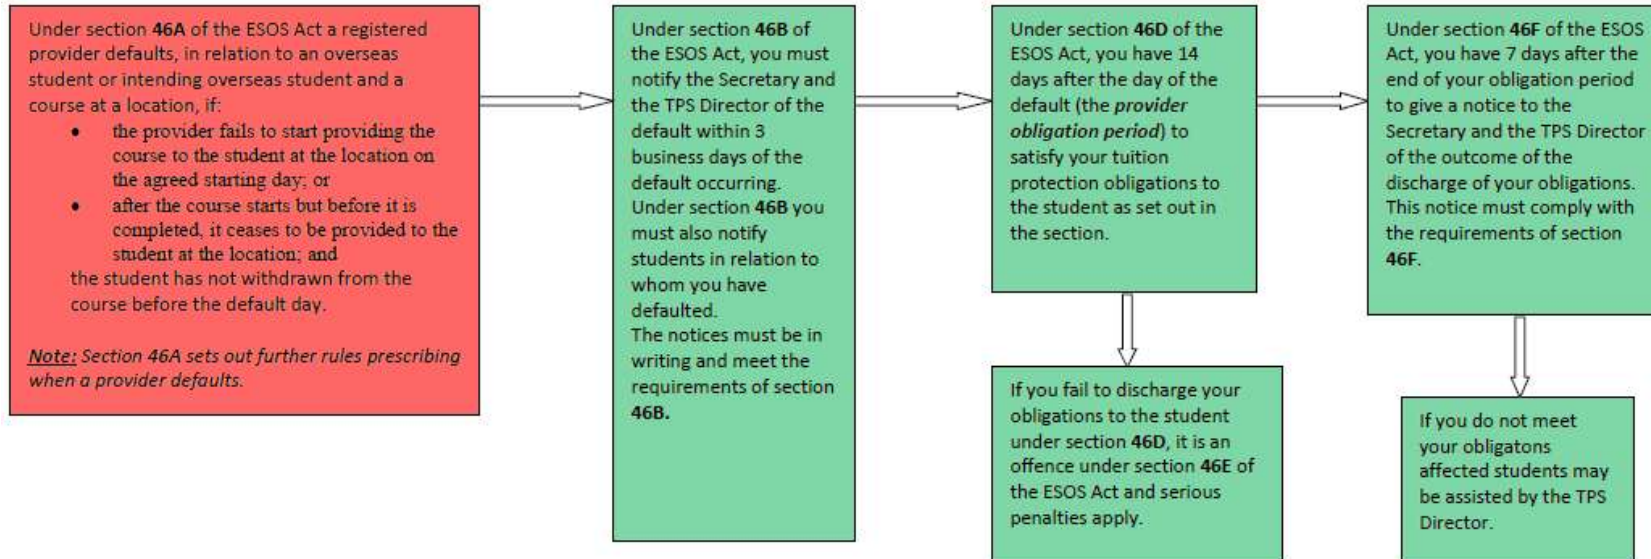 Under section 46A of the ESOS Act a registered
provider defaults, in relation to an overseas
student or intending overseas student and a
course at a location, if:
• the provider fails to start providing the
course to the student at the location on
the agreed starting day; or
• after the course starts but before it is
completed, it ceases to be provided to the
student at the location; and
the student has not withdrawn from the
course before the default day.
Note: Section 46A sets out further rules prescribing
when a provider defaults.
Under section 46B of
the ESOS Act, you must
notify the Secretary and
the TPS Director of the
default within 3
business days of the
default occurring.
Under section 46B you
must also notify
students in relation to
whom you have
defaulted.
The notices must be in
writing and meet the
requirements of section
46B.
Under section 46D of the
ESOS Act, you have 14
days after the day of the
default (the provider
obligation period) to
satisfy your tuition
protection obligations to
the student as set out in
the section.
If you fail to discharge your
obligations to the student
under section 46D, it is an
offence under section 46E of
the ESOS Act and serious
penalties apply.
Under section 46F of the ESOS
Act, you have 7 days after the
end of your obligation period
to give a notice to the
Secretary and the TPS Director
of the outcome of the
discharge of your obligations.
This notice must comply with
the requirements of section
46F.
If you do not meet
your obligatons
affected students may
be assisted by the TPS
Director.